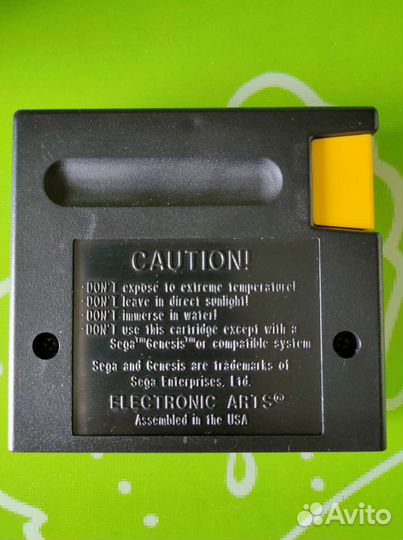 CAUTION!
·DON'T expose to extreme temperature!
·DON'T leave in direct sunlight!
·DON'T immerse in water!
·DON'T use this cartridge except with a
Sega™Genesis™or compatible system
Sega and Genesis are trademarks of
Sega Enterprises, Ltd.
ELECTRONIC ARTS®
Assembled in the USA
Avito